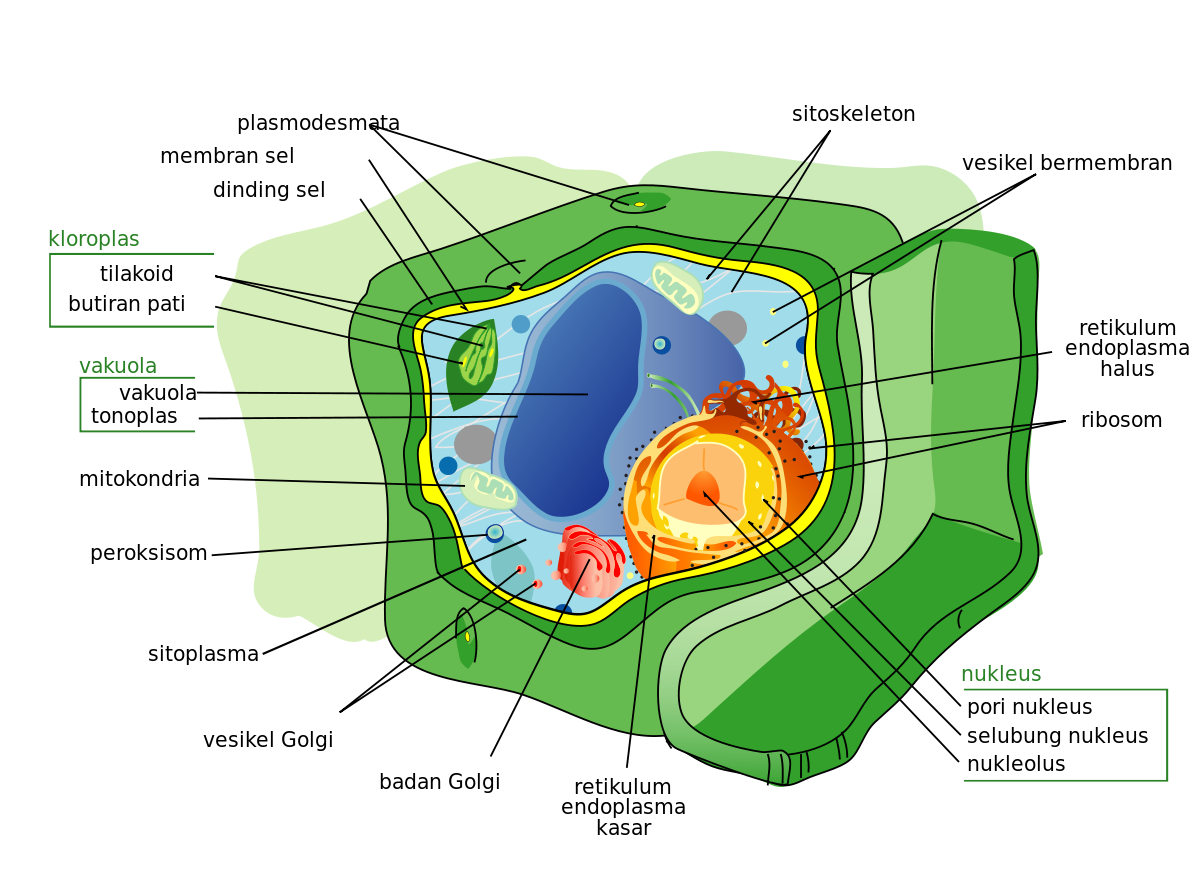 plasmodesmata
membran sel
dinding sel
kloroplas
tilakoid
butiran pati
vakuola
vakuola
tonoplas
mitokondria
peroksisom
sitoplasma
vesikel Golgi
badan Golgi
retikulum
endoplasma
kasar
sitoskeleton
vesikel bermembran
retikulum
endoplasma
halus
ribosom
nukleus
pori nukleus
selubung nukleus
nukleolus